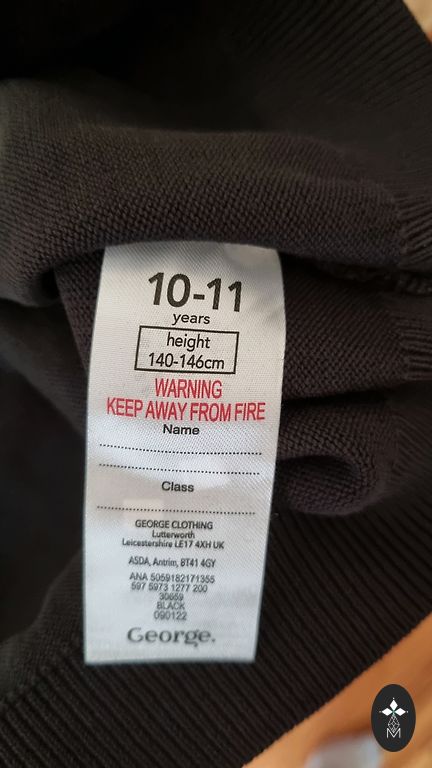 10-11
years
height
140-146cm
WARNING
KEEP AWAY FROM FIRE
Name
Class
GEORGE CLOTHING
Lutterworth
Leicestershire LE17 4XH UK
ASDA, Antrim, BT41 4GY
ANA 5059182171355
597 5973 1277 200
30659
BLACK
090122
George.
M